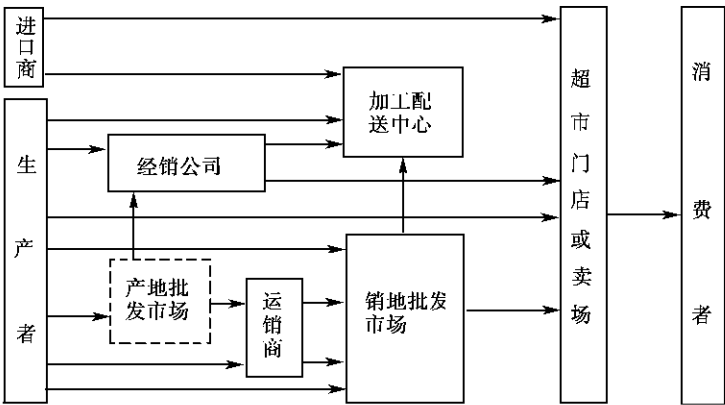 进口商
生产者
经销公司
产地批
发市场
运销商
加工配
送中心
销地批发
市场
超市门店或卖场
消费者